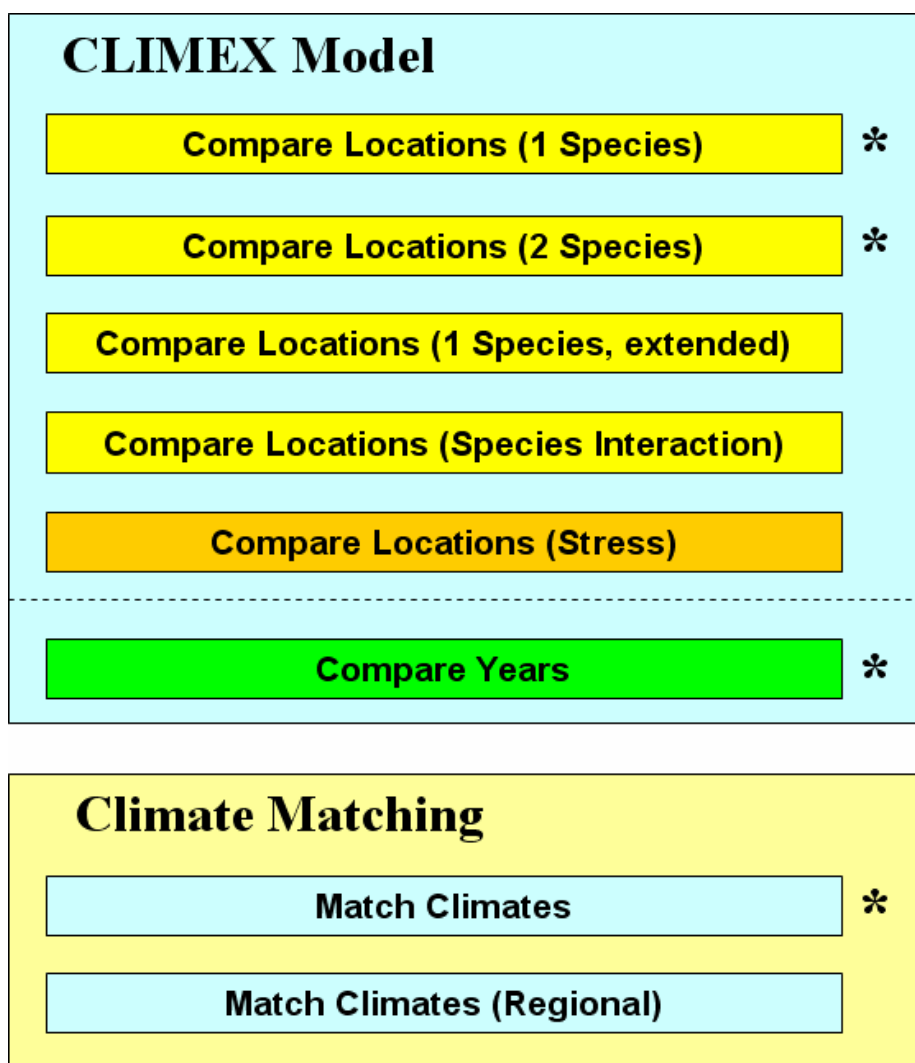 CLIMEX Model
Compare Locations (1 Species) *
Compare Locations (2 Species) *
Compare Locations (1 Species, extended)
Compare Locations (Species Interaction)
Compare Locations (Stress)
Compare Years *
Climate Matching
Match Climates *
Match Climates (Regional)